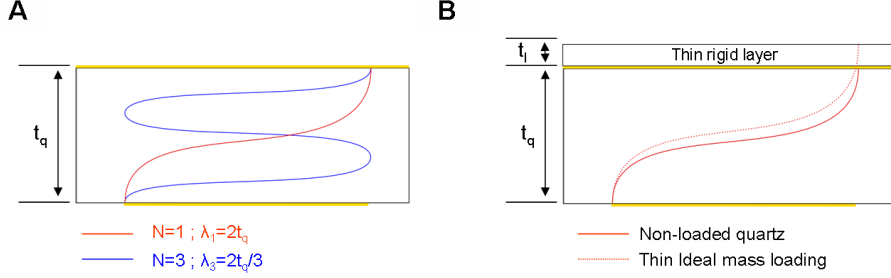 A
t_q
N=1 ; λ_1=2t_q
N=3 ; λ_3=2t_q/3
B
t_l
Thin rigid layer
t_q
Non-loaded quartz
Thin Ideal mass loading